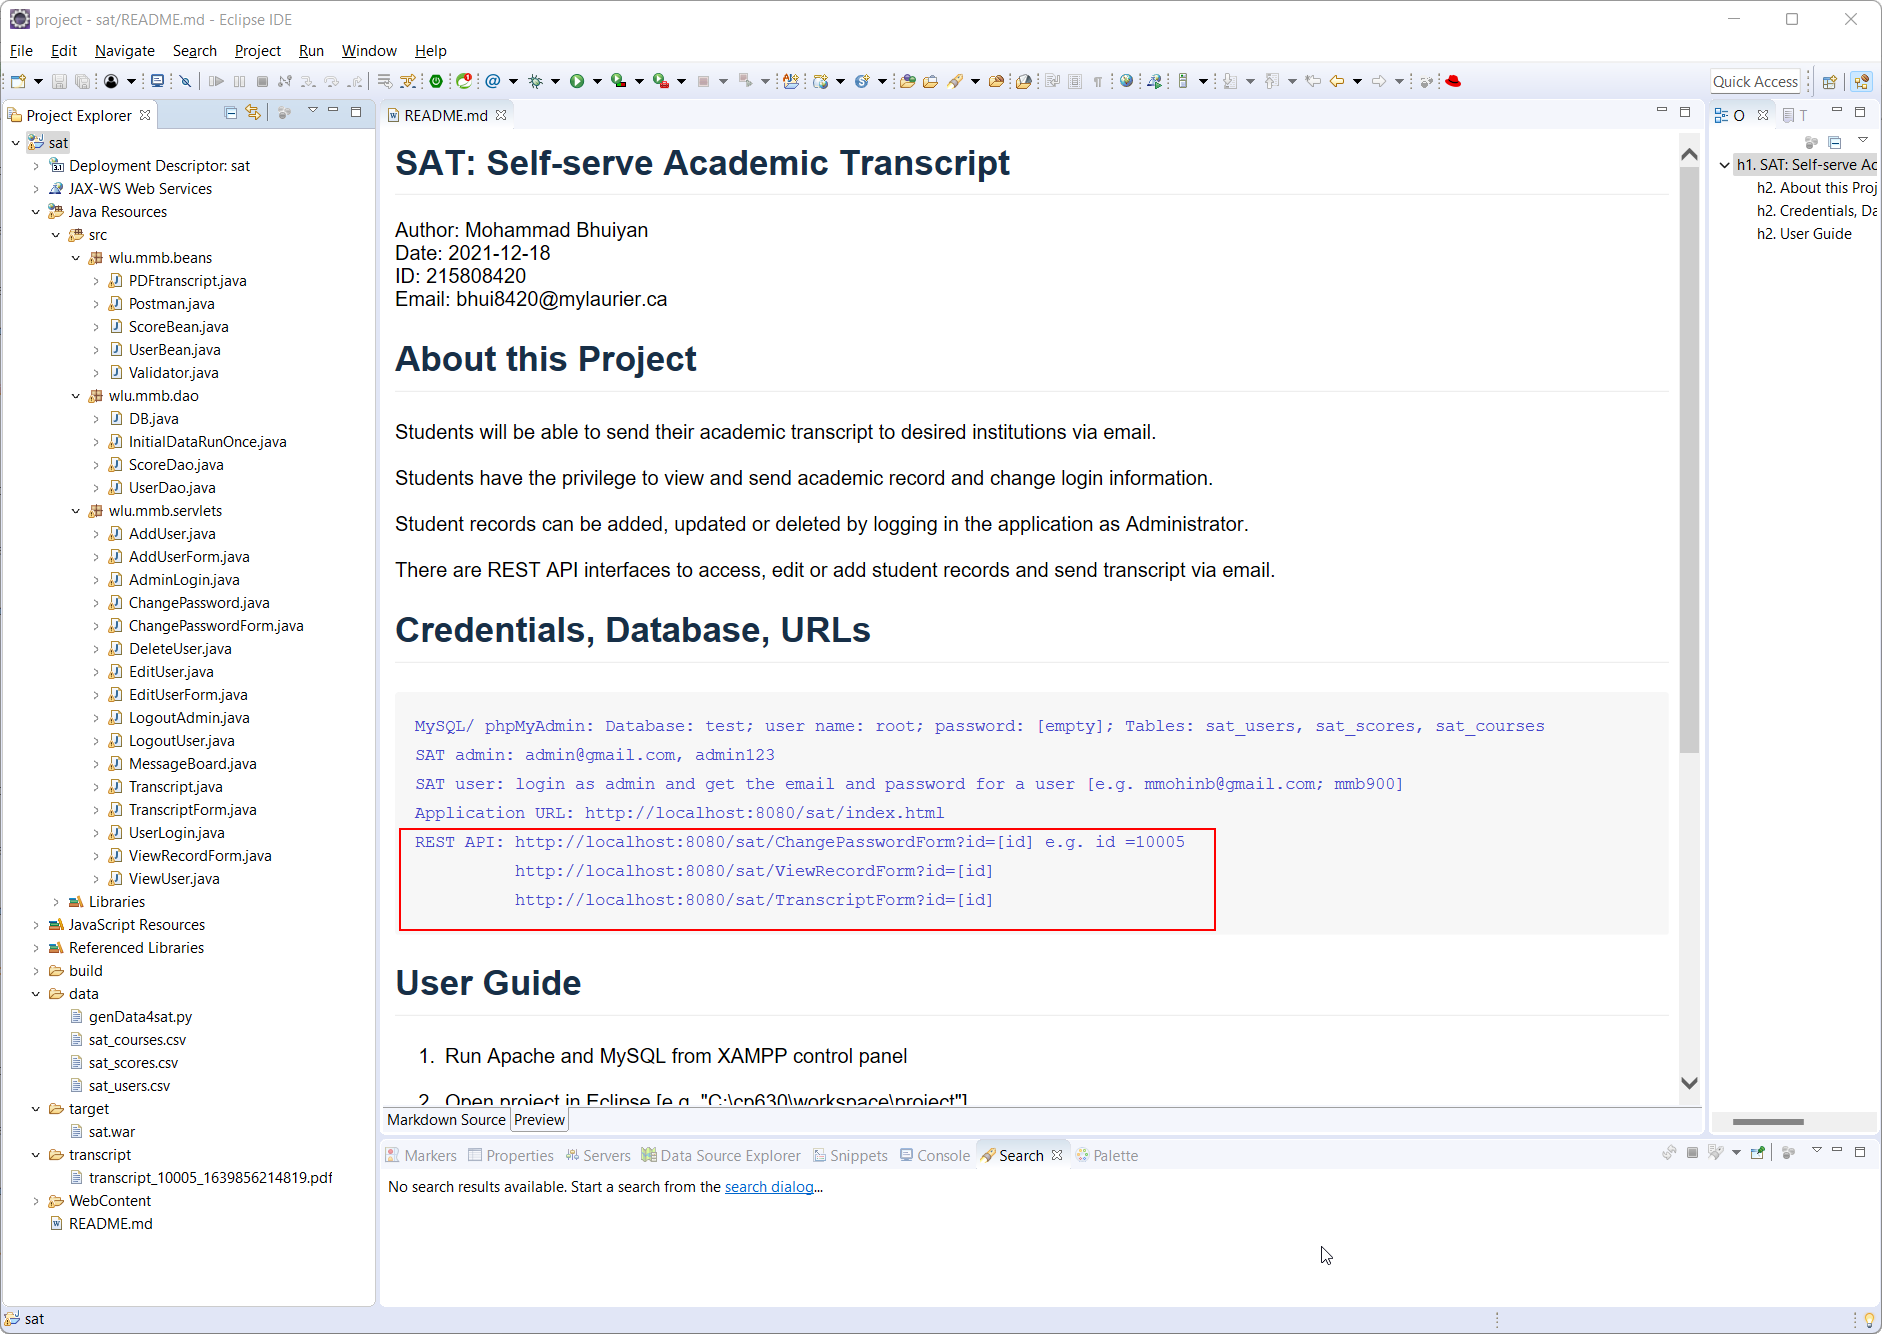 project - sat/README.md - Eclipse IDE
File Edit Navigate Search Project Run Window Help
Quick Access
Project Explorer
sat
Deployment Descriptor: sat
JAX-WS Web Services
Java Resources
src
wlu.mmb.beans
PDFtranscript.java
Postman.java
ScoreBean.java
UserBean.java
Validator.java
wlu.mmb.dao
DB.java
InitialDataRunOnce.java
ScoreDao.java
UserDao.java
wlu.mmb.servlets
AddUser.java
AddUserForm.java
AdminLogin.java
ChangePassword.java
ChangePasswordForm.java
DeleteUser.java
EditUser.java
EditUserForm.java
LogoutAdmin.java
LogoutUser.java
MessageBoard.java
Transcript.java
TranscriptForm.java
UserLogin.java
ViewRecordForm.java
ViewUser.java
Libraries
JavaScript Resources
Referenced Libraries
build
data
genData4sat.py
sat_courses.csv
sat_scores.csv
sat_users.csv
target
sat.war
transcript
transcript_10005_1639856214819.pdf
WebContent
README.md
README.md
SAT: Self-serve Academic Transcript
Author: Mohammad Bhuiyan
Date: 2021-12-18
ID: 215808420
Email: bhui8420@mylaurier.ca
About this Project
Students will be able to send their academic transcript to desired institutions via email.
Students have the privilege to view and send academic record and change login information.
Student records can be added, updated or deleted by logging in the application as Administrator.
There are REST API interfaces to access, edit or add student records and send transcript via email.
Credentials, Database, URLs
MySQL/ phpMyAdmin: Database: test; user name: root; password: [empty]; Tables: sat_users, sat_scores, sat_courses
SAT admin: admin@gmail.com, admin123
SAT user: login as admin and get the email and password for a user [e.g. mmohinb@gmail.com; mmb900]
Application URL: http://localhost:8080/sat/index.html
REST API: http://localhost:8080/sat/ChangePasswordForm?id=[id] e.g. id =10005
http://localhost:8080/sat/ViewRecordForm?id=[id]
http://localhost:8080/sat/TranscriptForm?id=[id]
User Guide
1. Run Apache and MySQL from XAMPP control panel
2. Open project in Eclipse [e.g. "C:\cp630\workspace\project"]
Markdown Source Preview
O T
h1. SAT: Self-serve Ac
h2. About this Proj
h2. Credentials, Da
h2. User Guide
Markers Properties Servers Data Source Explorer Snippets Console Search Palette
No search results available. Start a search from the search dialog...
sat